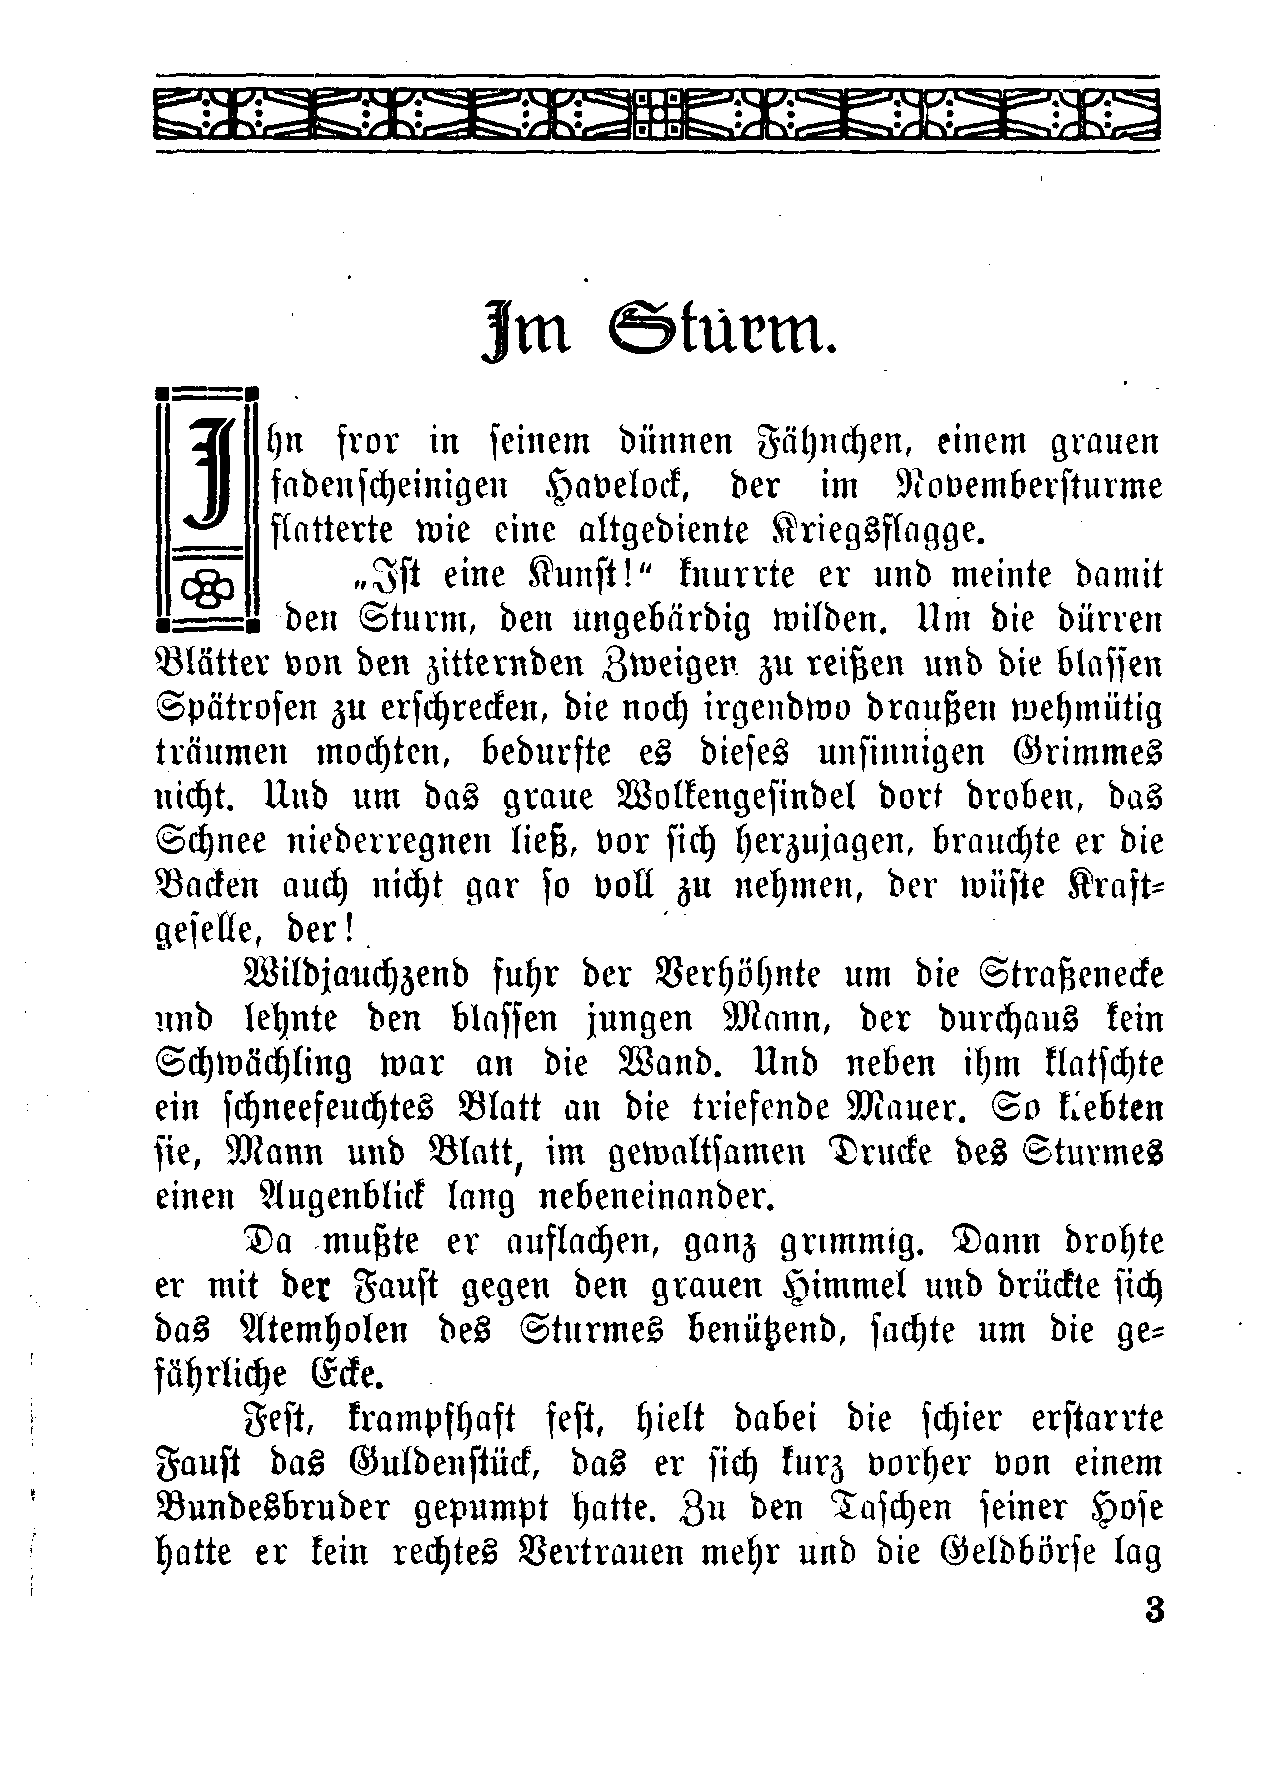 Im Sturm.
Ihn fror in seinem dünnen Fähnchen, einem grauen
fadenscheinigen Havelock, der im Novembersturme
flatterte wie eine altgediente Kriegsflagge.
„Ist eine Kunst!“ knurrte er und meinte damit
den Sturm, den ungebärdig wilden. Um die dürren
Blätter von den zitternden Zweigen zu reißen und die blassen
Spätrosen zu erschrecken, die noch irgendwo draußen wehmütig
träumen mochten, bedurfte es dieses unsinnigen Grimmes
nicht. Und um das graue Wolkengesindel dort droben, das
Schnee niederregnen ließ, vor sich herzujagen, brauchte er die
Backen auch nicht gar so voll zu nehmen, der wüste Kraft-
geselle, der!
Wildjauchzend fuhr der Verhöhnte um die Straßenecke
und lehnte den blassen jungen Mann, der durchaus kein
Schwächling war an die Wand. Und neben ihm klatschte
ein schneefeuchtes Blatt an die triefende Mauer. So klebten
sie, Mann und Blatt, im gewaltsamen Drucke des Sturmes
einen Augenblick lang nebeneinander.
Da mußte er auflachen, ganz grimmig. Dann drohte
er mit der Faust gegen den grauen Himmel und drückte sich
das Atemholen des Sturmes benützend, sachte um die ge-
fährliche Ecke.
Fest, krampfhaft fest, hielt dabei die schier erstarrte
Faust das Guldenstück, das er sich kurz vorher von einem
Bundesbruder gepumpt hatte. Zu den Taschen seiner Hose
hatte er kein rechtes Vertrauen mehr und die Geldbörse lag
3